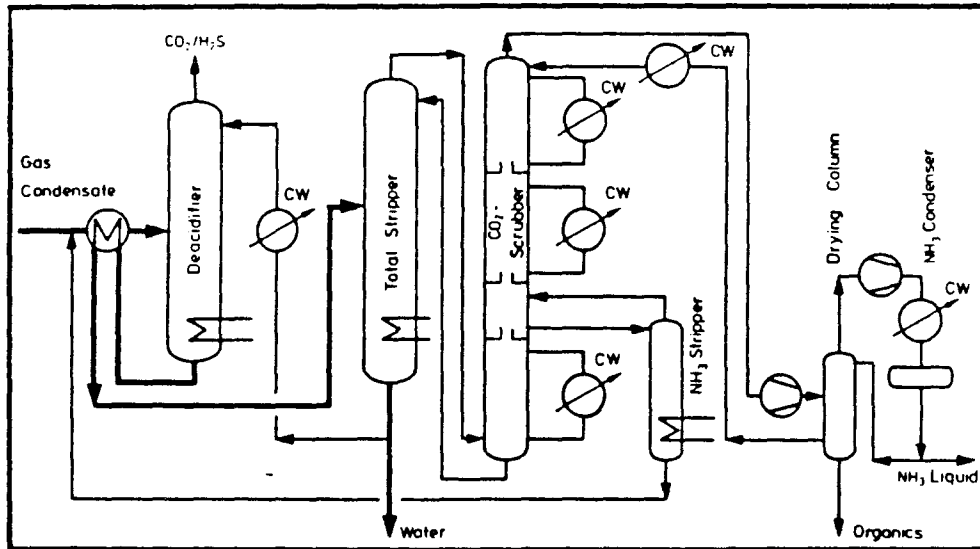 CO₂/H₂S
Gas
Condensate
Deacidifier
CW
Total Stripper
CO₂-
Scrubber
CW
CW
CW
CW
NH₃ Stripper
Drying Column
NH₃ Condenser
CW
NH₃ Liquid
Water
Organics